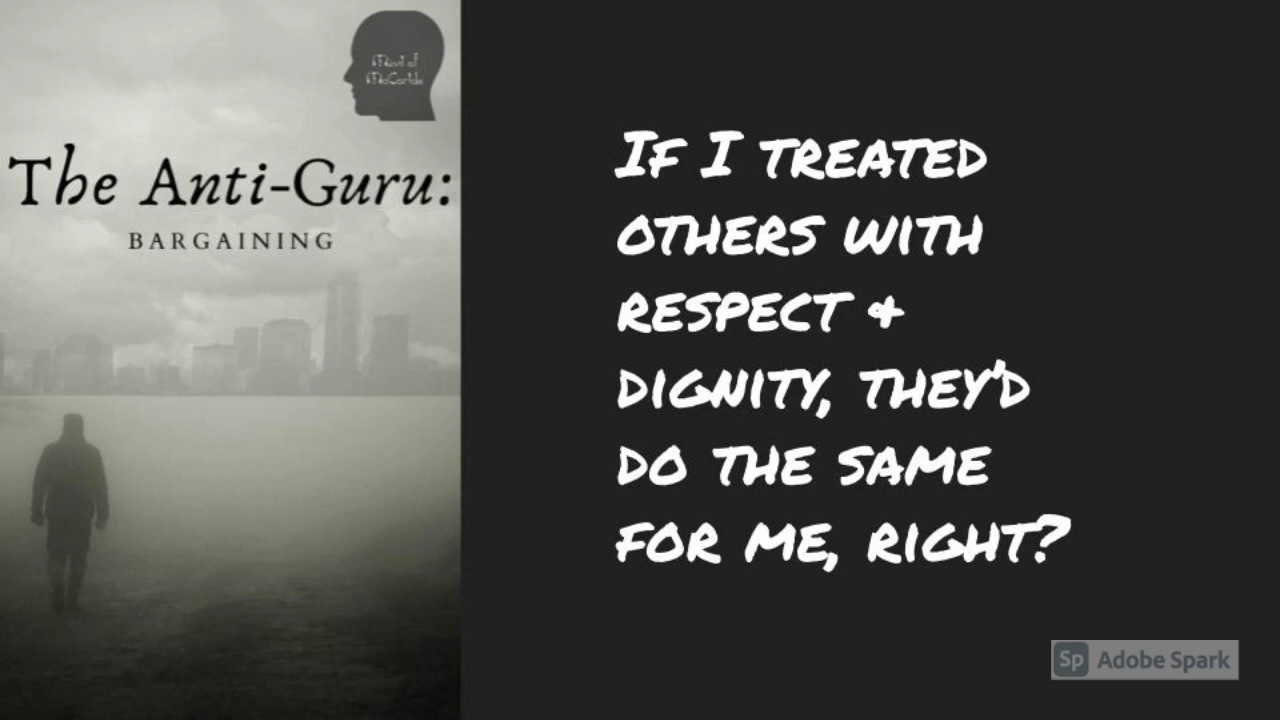 The Anti-Guru:
BARGAINING
IF I TREATED
OTHERS WITH
RESPECT &
DIGNITY, THEY'D
DO THE SAME
FOR ME, RIGHT?
Sp Adobe Spark